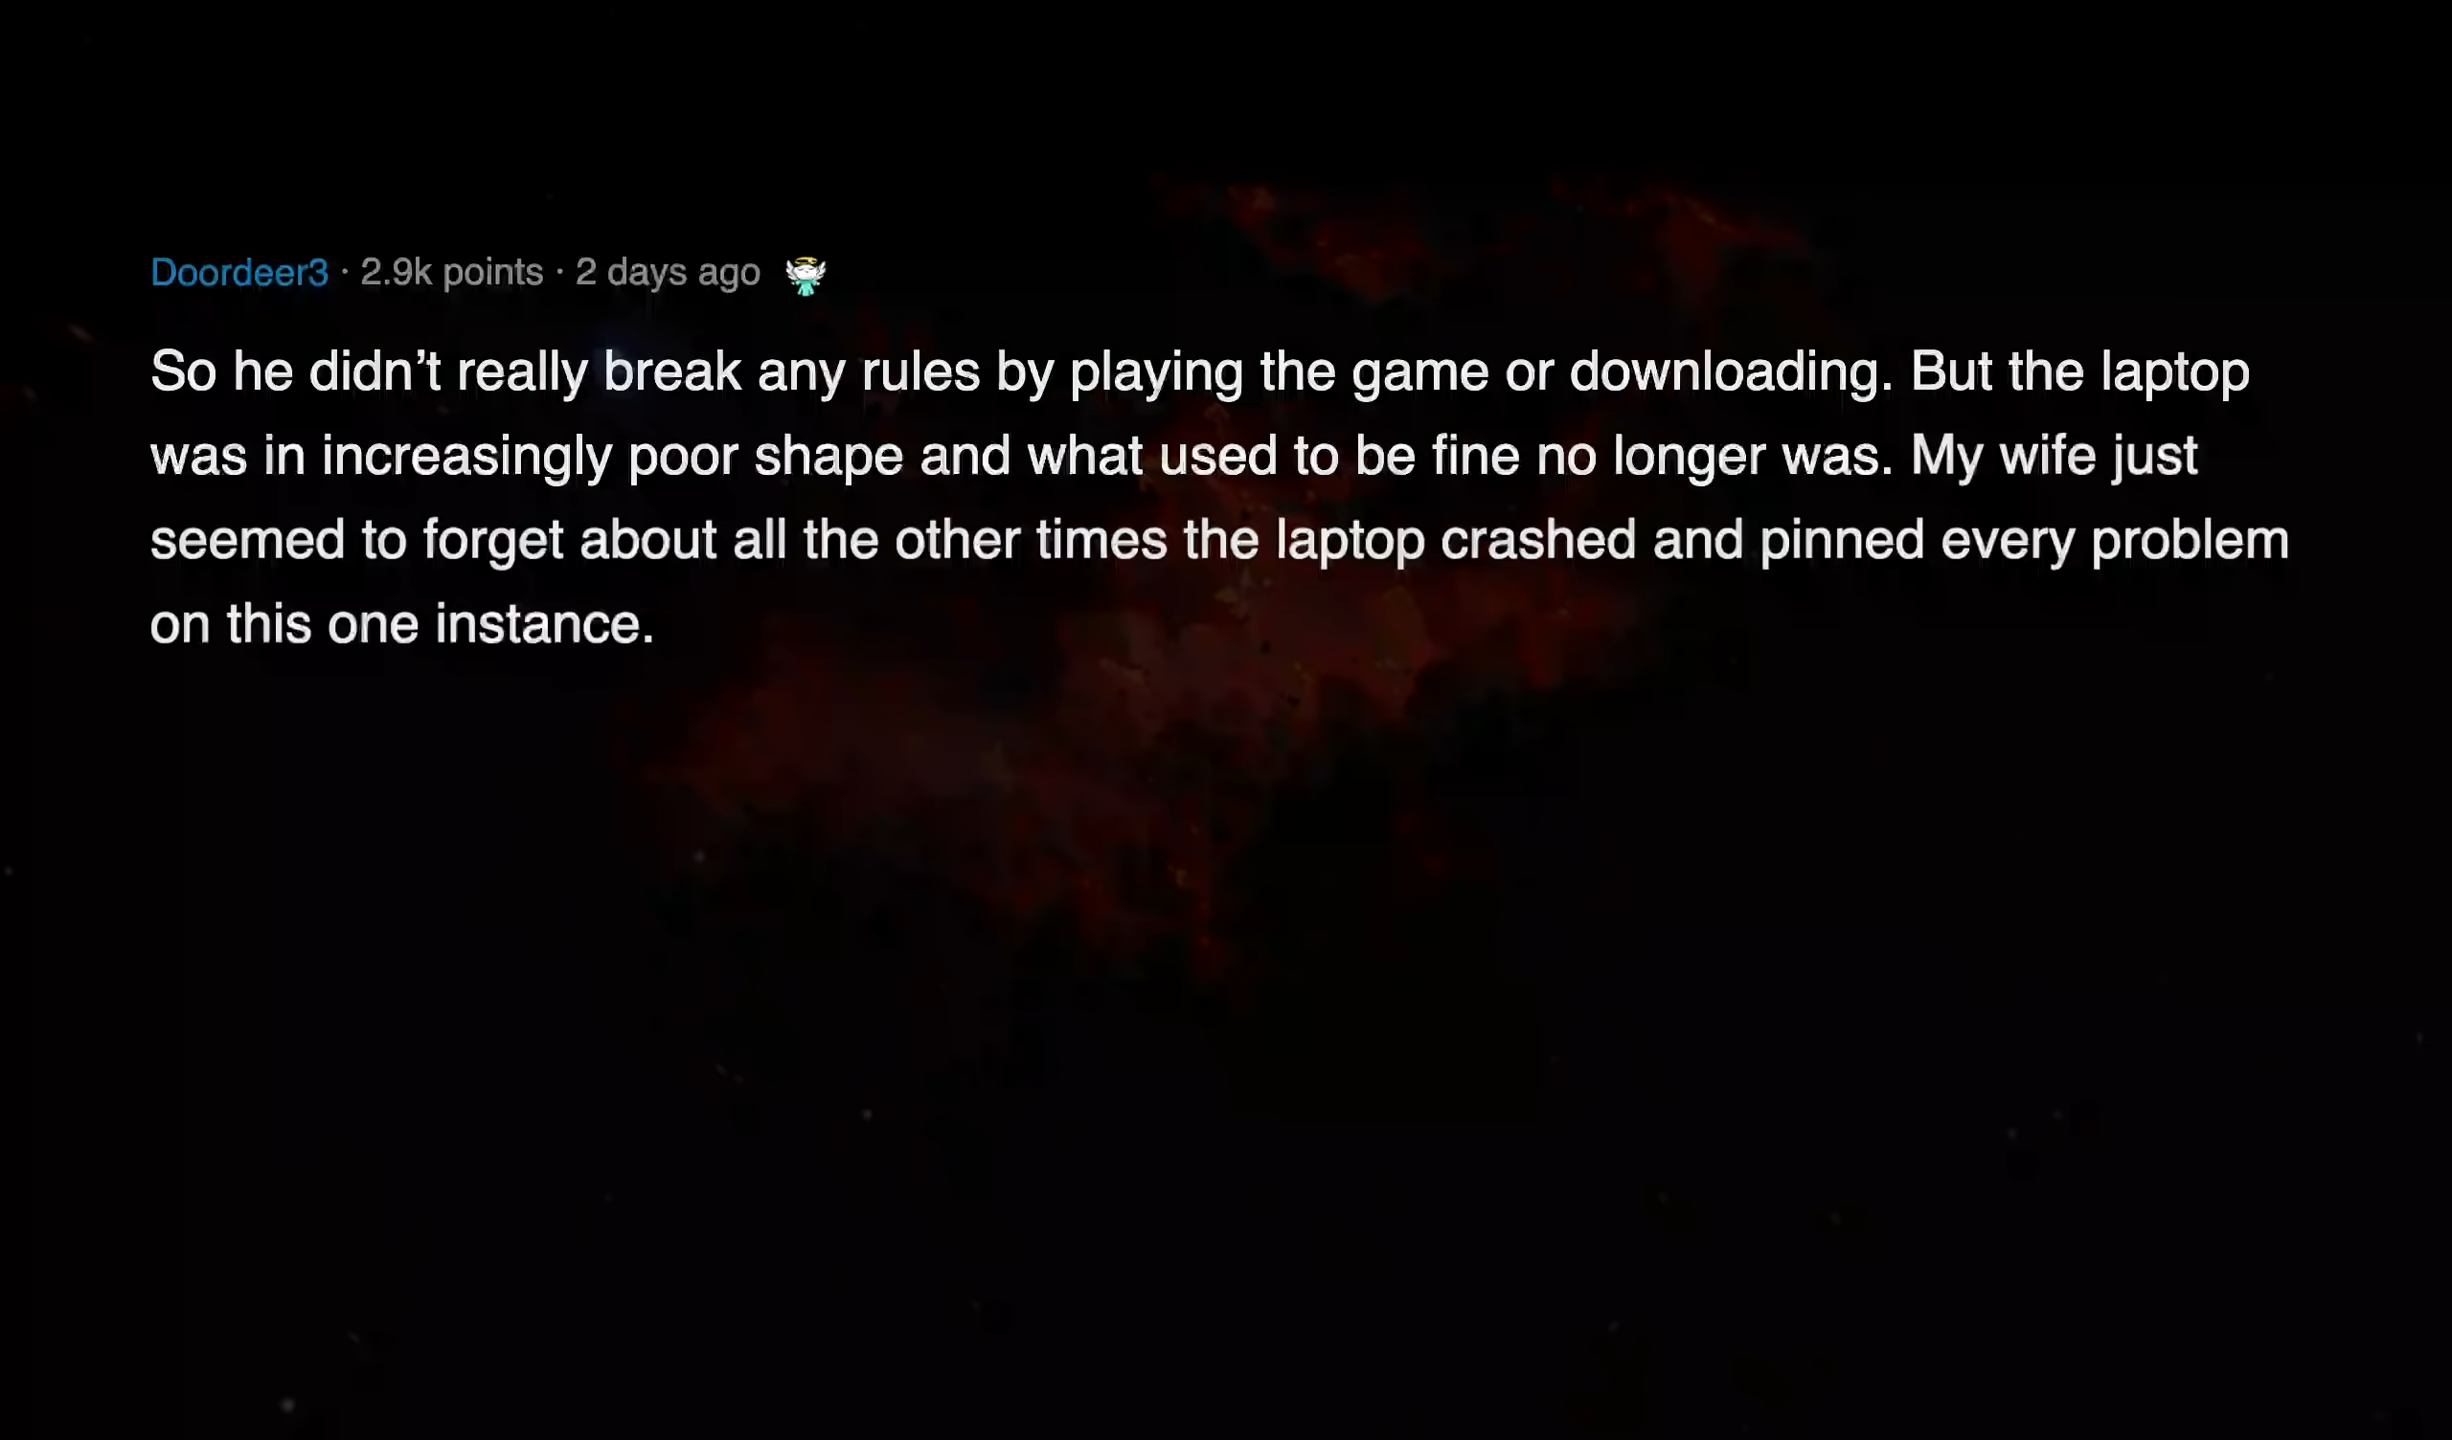 Doordeer3 · 2.9k points · 2 days ago
So he didn’t really break any rules by playing the game or downloading. But the laptop
was in increasingly poor shape and what used to be fine no longer was. My wife just
seemed to forget about all the other times the laptop crashed and pinned every problem
on this one instance.